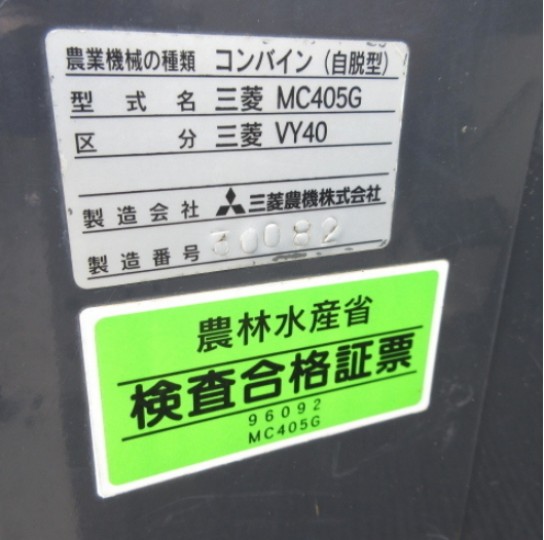 農業機械の種類 コンバイン（自脱型）
型式名 三菱 MC405G
区分 三菱 VY40
製造会社 三菱農機株式会社
製造番号 30082
農林水産省
検査合格証票
96092
MC405G